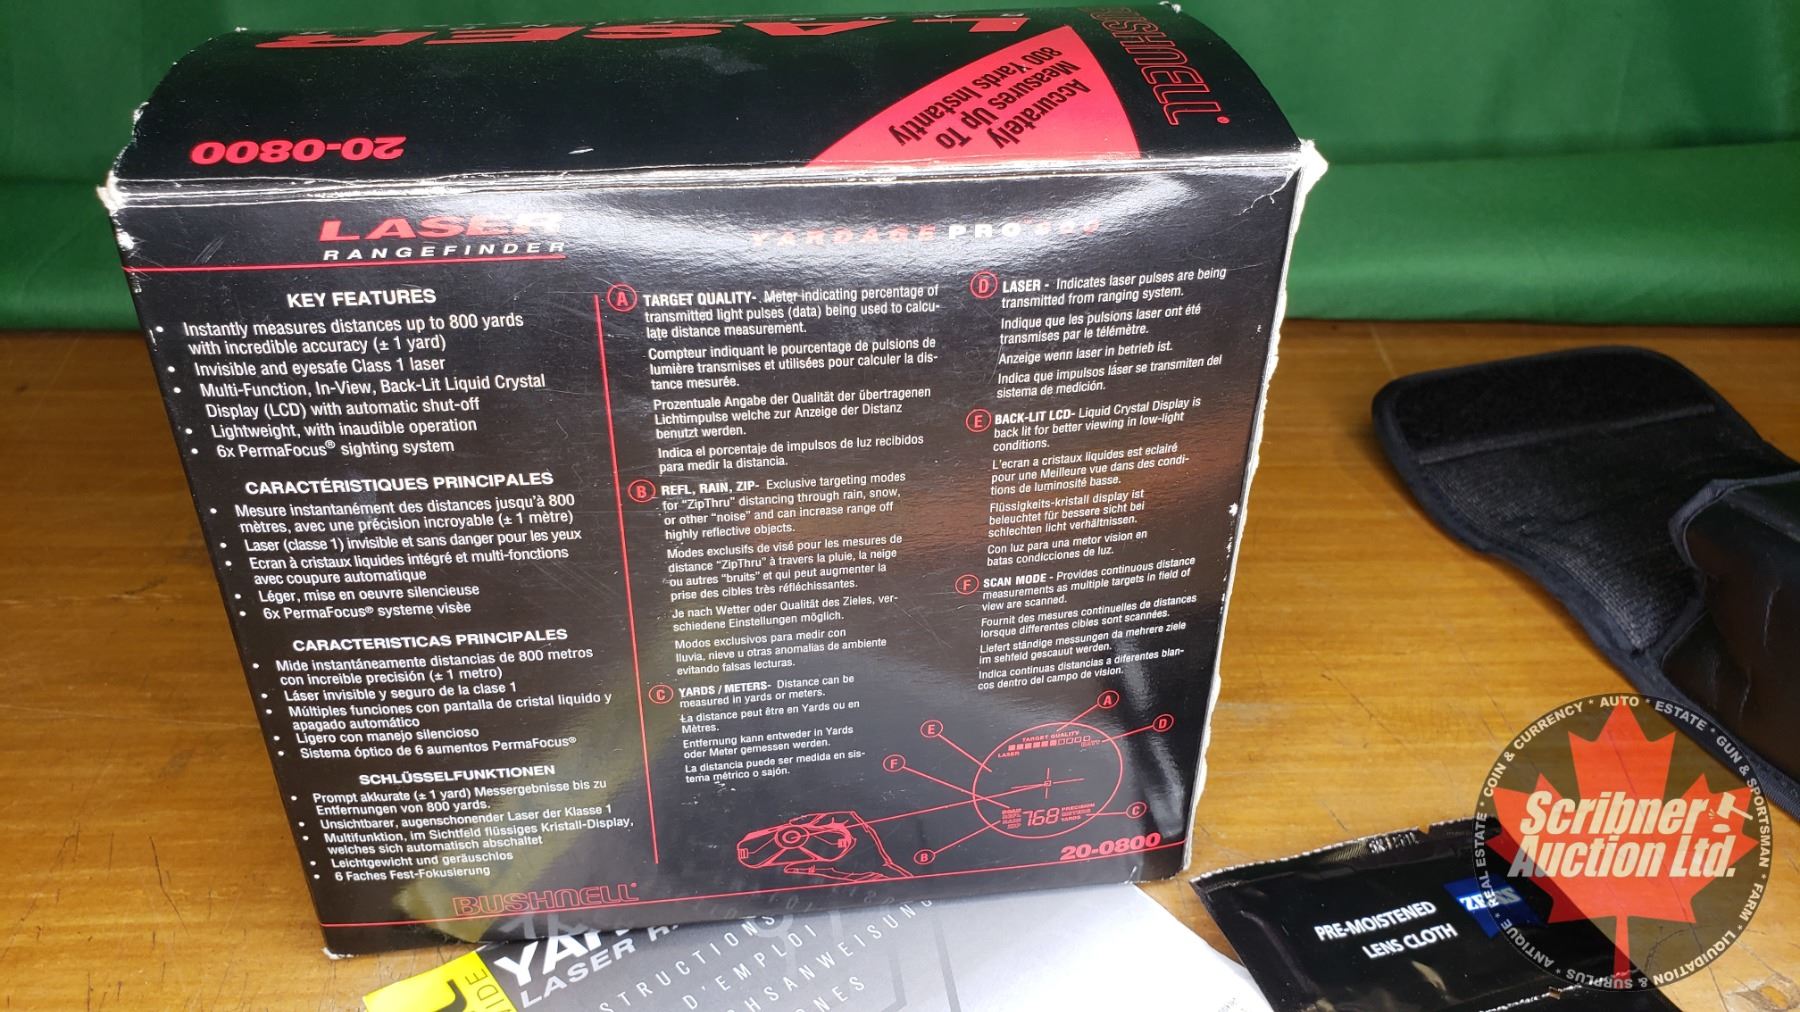 LASER
BUSHNELL
Accurately
Measures Up To
800 Yards Instantly
20-0800
LASER
RANGEFINDER
YARDAGE PRO
KEY FEATURES
• Instantly measures distances up to 800 yards
with incredible accuracy (± 1 yard)
• Invisible and eyesafe Class 1 laser
• Multi-Function, In-View, Back-Lit Liquid Crystal
Display (LCD) with automatic shut-off
• Lightweight, with inaudible operation
• 6x PermaFocus® sighting system
CARACTÉRISTIQUES PRINCIPALES
• Mesure instantanément des distances jusqu'à 800
mètres, avec une précision incroyable (± 1 mètre)
• Laser (classe 1) invisible et sans danger pour les yeux
• Ecran à cristaux liquides intégré et multi-fonctions
avec coupure automatique
• Léger, mise en oeuvre silencieuse
• 6x PermaFocus® systeme visèe
CARACTERISTICAS PRINCIPALES
• Mide instantáneamente distancias de 800 metros
con increible precisión (± 1 metro)
• Láser invisible y seguro de la clase 1
• Múltiples funciones con pantalla de cristal liquido y
apagado automático
• Ligero con manejo silencioso
• Sistema óptico de 6 aumentos PermaFocus®
SCHLÜSSELFUNKTIONEN
• Prompt akkurate (± 1 yard) Messergebnisse bis zu
Entfernungen von 800 yards.
• Unsichtbarer, augenschonender Laser der Klasse 1
• Multifunktion, im Sichtfeld flüssiges Kristall-Display,
welches sich automatisch abschaltet
• Leichtgewicht und geräuschlos
• 6 Faches Fest-Fokusierung
BUSHNELL®
A TARGET QUALITY- Meter indicating percentage of
transmitted light pulses (data) being used to calcu-
late distance measurement.
Compteur indiquant le pourcentage de pulsions de
lumière transmises et utilisées pour calculer la dis-
tance mesurée.
Prozentuale Angabe der Qualität der übertragenen
Lichtimpulse welche zur Anzeige der Distanz
benutzt werden.
Indica el porcentaje de impulsos de luz recibidos
para medir la distancia.
B REFL, RAIN, ZIP- Exclusive targeting modes
for "ZipThru" distancing through rain, snow,
or other "noise" and can increase range off
highly reflective objects.
Modes exclusifs de visé pour les mesures de
distance "ZipThru" à travers la pluie, la neige
ou autres "bruits" et qui peut augmenter la
prise des cibles très réfléchissantes.
Je nach Wetter oder Qualität des Zieles, ver-
schiedene Einstellungen möglich.
Modos exclusivos para medir con
lluvia, nieve u otras anomalias de ambiente
evitando falsas lecturas.
C YARDS / METERS- Distance can be
measured in yards or meters.
La distance peut être en Yards ou en
Mètres.
Entfernung kann entweder in Yards
oder Meter gemessen werden.
La distancia puede ser medida en sis-
tema métrico o sajón.
D LASER - Indicates laser pulses are being
transmitted from ranging system.
Indique que les pulsions laser ont été
transmises par le télémètre.
Anzeige wenn laser in betrieb ist.
Indica que impulsos láser se transmiten del
sistema de medición.
E BACK-LIT LCD- Liquid Crystal Display is
back lit for better viewing in low-light
conditions.
L'ecran a cristaux liquides est eclairé
pour une Meilleure vue dans des condi-
tions de luminosité basse.
Flüssigkeits-kristall display ist
beleuchtet für bessere sicht bei
schlechten licht verhältnissen.
Con luz para una motor vision en
batas condicciones de luz.
F SCAN MODE - Provides continuous distance
measurements as multiple targets in field of
view are scanned.
Fournit des mesures continuelles de distances
lorsque différentes cibles sont scannées.
Liefert ständige messungen da mehrere ziele
im sehfeld gescauut werden.
Indica continuas distancias a diferentes blan-
cos dentro del campo de vision.
A
E
D
TARGET QUALITY
LASER
F
768
C
B
20-0800
LASER
INSTRUCTIONS
D'EMPLOI
PRE-MOISTENED
LENS CLOTH
ZEISS
Scribner
Auction Ltd.
COIN & CURRENCY * AUTO * ESTATE * GUN & SPORTSMAN * FARM * LIQUIDATION & SURPLUS * ANTIQUE * REAL ESTATE *